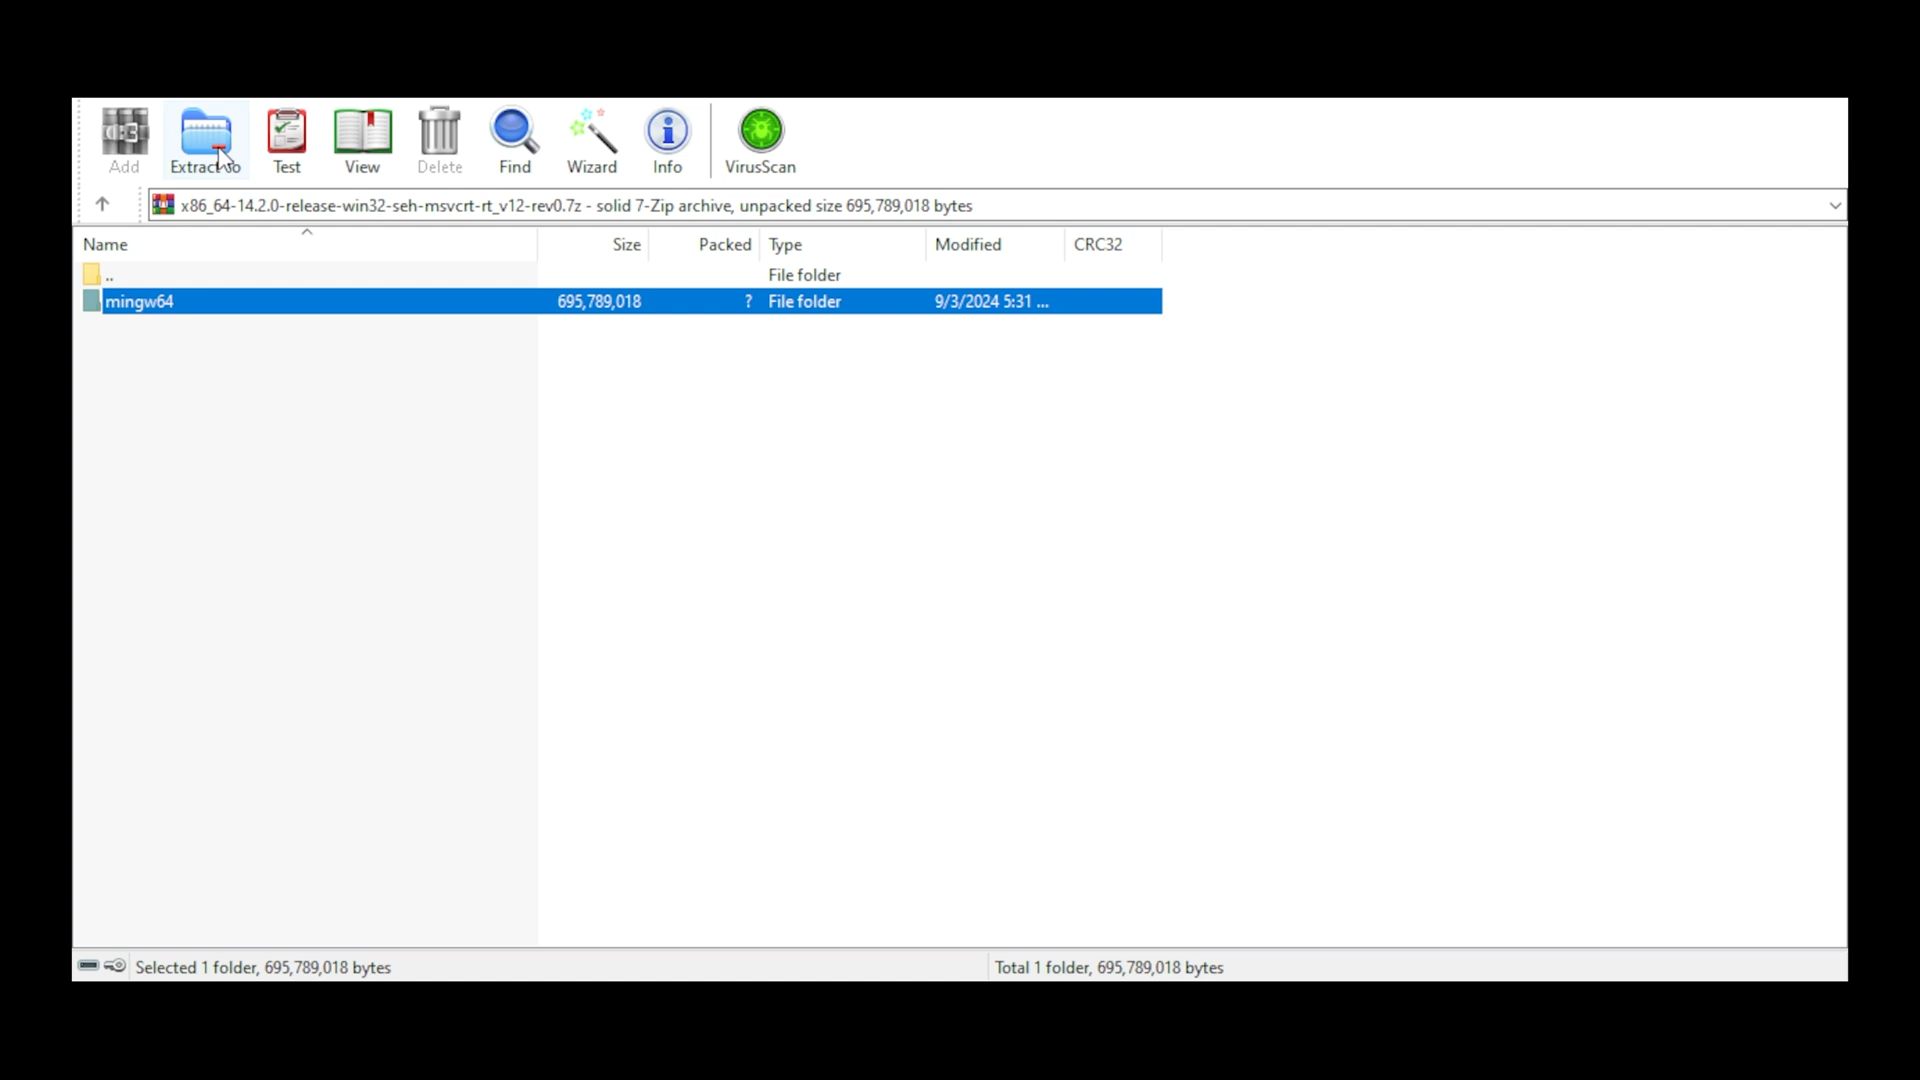 Add Extract To Test View Delete Find Wizard Info VirusScan
x86_64-14.2.0-release-win32-seh-msvcrt-rt_v12-rev0.7z - solid 7-Zip archive, unpacked size 695,789,018 bytes
Name Size Packed Type Modified CRC32
.. File folder
mingw64 695,789,018 ? File folder 9/3/2024 5:31 ...
Selected 1 folder, 695,789,018 bytes Total 1 folder, 695,789,018 bytes